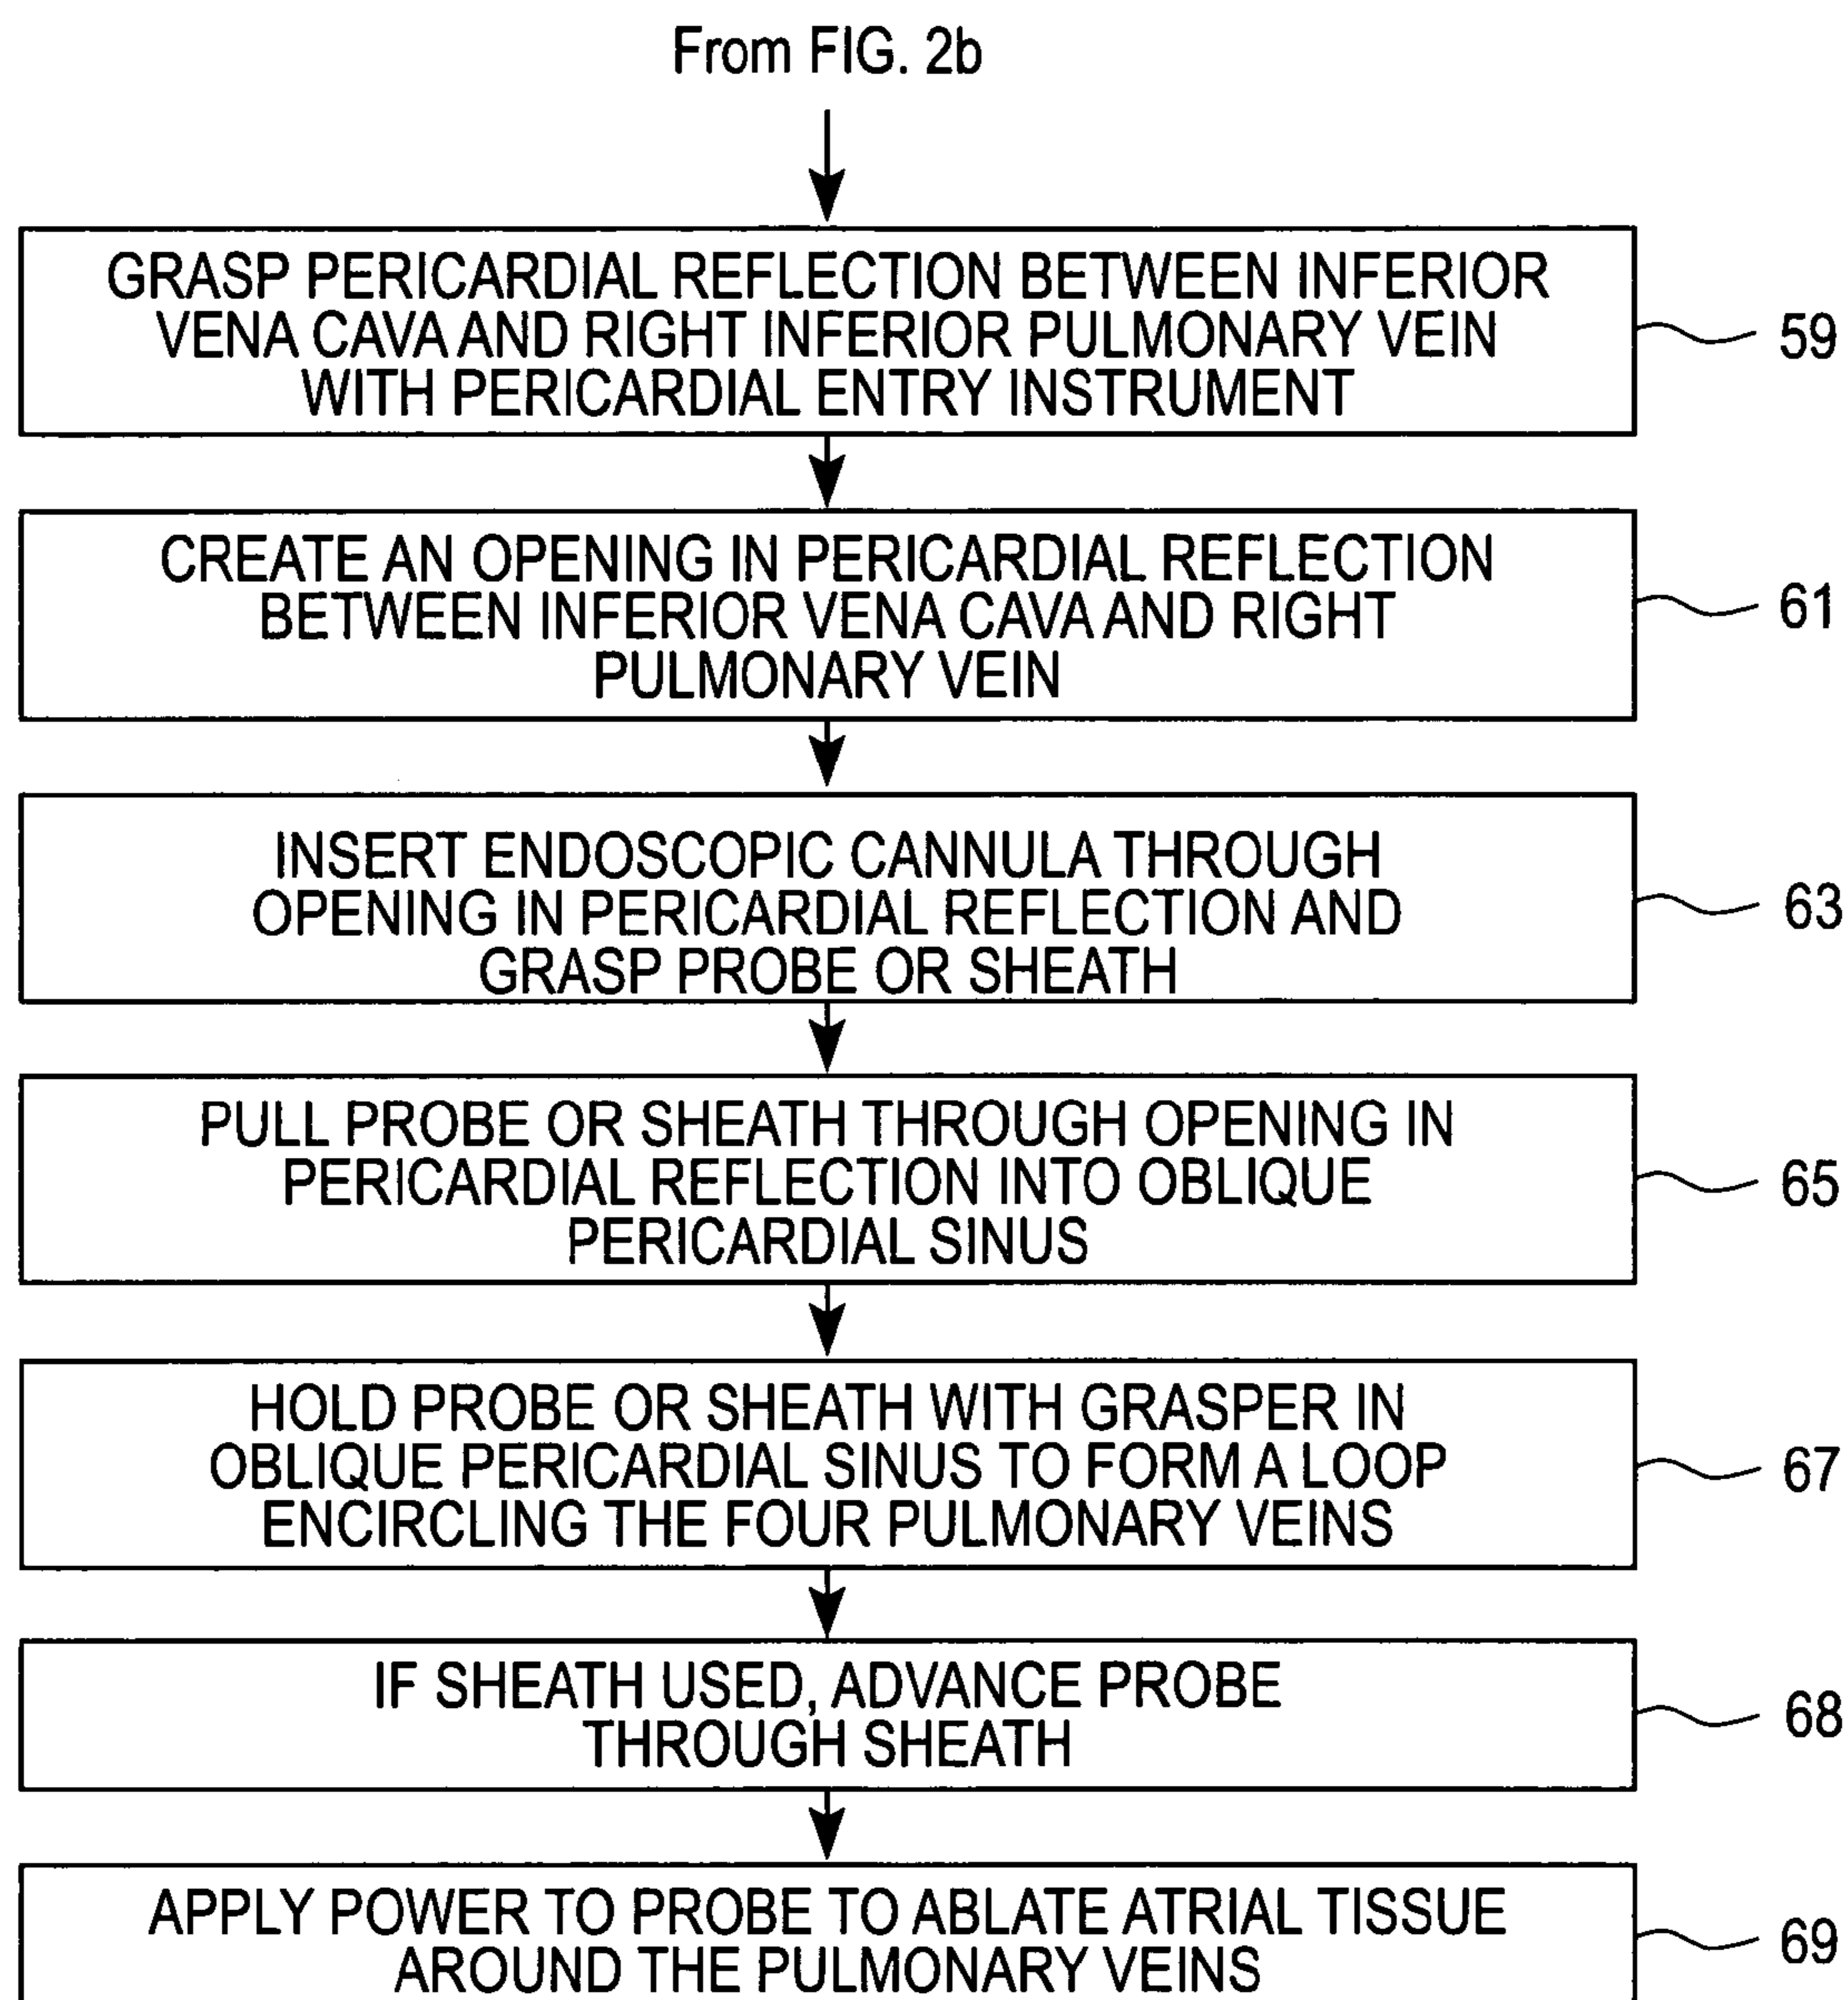 From FIG. 2b
GRASP PERICARDIAL REFLECTION BETWEEN INFERIOR
VENA CAVA AND RIGHT INFERIOR PULMONARY VEIN
WITH PERICARDIAL ENTRY INSTRUMENT
59
CREATE AN OPENING IN PERICARDIAL REFLECTION
BETWEEN INFERIOR VENA CAVA AND RIGHT
PULMONARY VEIN
61
INSERT ENDOSCOPIC CANNULA THROUGH
OPENING IN PERICARDIAL REFLECTION AND
GRASP PROBE OR SHEATH
63
PULL PROBE OR SHEATH THROUGH OPENING IN
PERICARDIAL REFLECTION INTO OBLIQUE
PERICARDIAL SINUS
65
HOLD PROBE OR SHEATH WITH GRASPER IN
OBLIQUE PERICARDIAL SINUS TO FORM A LOOP
ENCIRCLING THE FOUR PULMONARY VEINS
67
IF SHEATH USED, ADVANCE PROBE
THROUGH SHEATH
68
APPLY POWER TO PROBE TO ABLATE ATRIAL TISSUE
AROUND THE PULMONARY VEINS
69